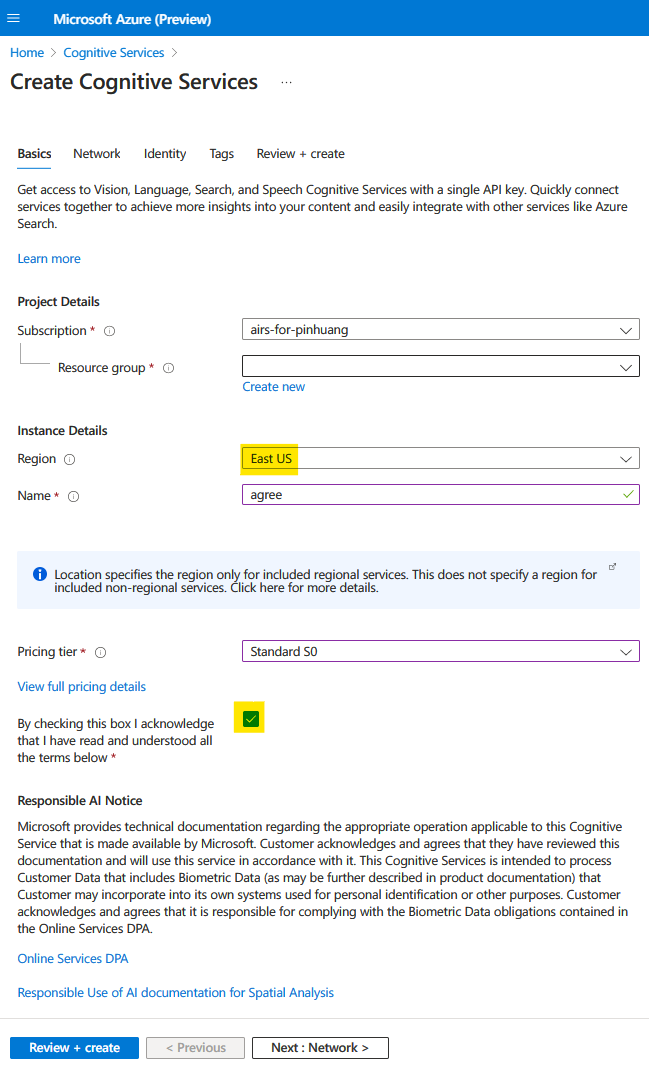 Microsoft Azure (Preview)
Home > Cognitive Services >
Create Cognitive Services ...
Basics Network Identity Tags Review + create
Get access to Vision, Language, Search, and Speech Cognitive Services with a single API key. Quickly connect
services together to achieve more insights into your content and easily integrate with other services like Azure
Search.
Learn more
Project Details
Subscription * airs-for-pinhuang
Resource group *
Create new
Instance Details
Region East US
Name * agree
Location specifies the region only for included regional services. This does not specify a region for
included non-regional services. Click here for more details.
Pricing tier * Standard S0
View full pricing details
By checking this box I acknowledge
that I have read and understood all
the terms below *
Responsible AI Notice
Microsoft provides technical documentation regarding the appropriate operation applicable to this Cognitive
Service that is made available by Microsoft. Customer acknowledges and agrees that they have reviewed this
documentation and will use this service in accordance with it. This Cognitive Services is intended to process
Customer Data that includes Biometric Data (as may be further described in product documentation) that
Customer may incorporate into its own systems used for personal identification or other purposes. Customer
acknowledges and agrees that it is responsible for complying with the Biometric Data obligations contained in
the Online Services DPA.
Online Services DPA
Responsible Use of AI documentation for Spatial Analysis
Review + create < Previous Next : Network >